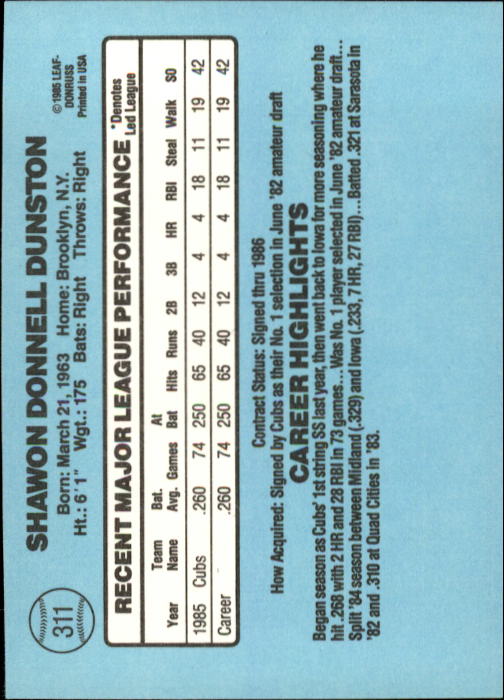 311
SHAWON DONNELL DUNSTON
Born: March 21, 1963 Home: Brooklyn, N.Y.
Ht.: 6'1" Wgt.: 175 Bats: Right Throws: Right
©1985 LEAF-
DONRUSS
Printed in USA
RECENT MAJOR LEAGUE PERFORMANCE
*Denotes
Led League
Team Bat. At
Year Name Avg. Games Bat Hits Runs 2B 3B HR RBI Steal Walk SO
1985 Cubs .260 74 250 65 40 12 4 4 18 11 19 42
Career .260 74 250 65 40 12 4 4 18 11 19 42
Contract Status: Signed thru 1986
How Acquired: Signed by Cubs as their No. 1 selection in June '82 amateur draft
CAREER HIGHLIGHTS
Began season as Cubs' 1st string SS last year, then went back to Iowa for more seasoning where he
hit .268 with 2 HR and 28 RBI in 73 games... Was No. 1 player selected in June '82 amateur draft...
Split '84 season between Midland (.329) and Iowa (.233, 7 HR, 27 RBI)... Batted .321 at Sarasota in
'82 and .310 at Quad Cities in '83.